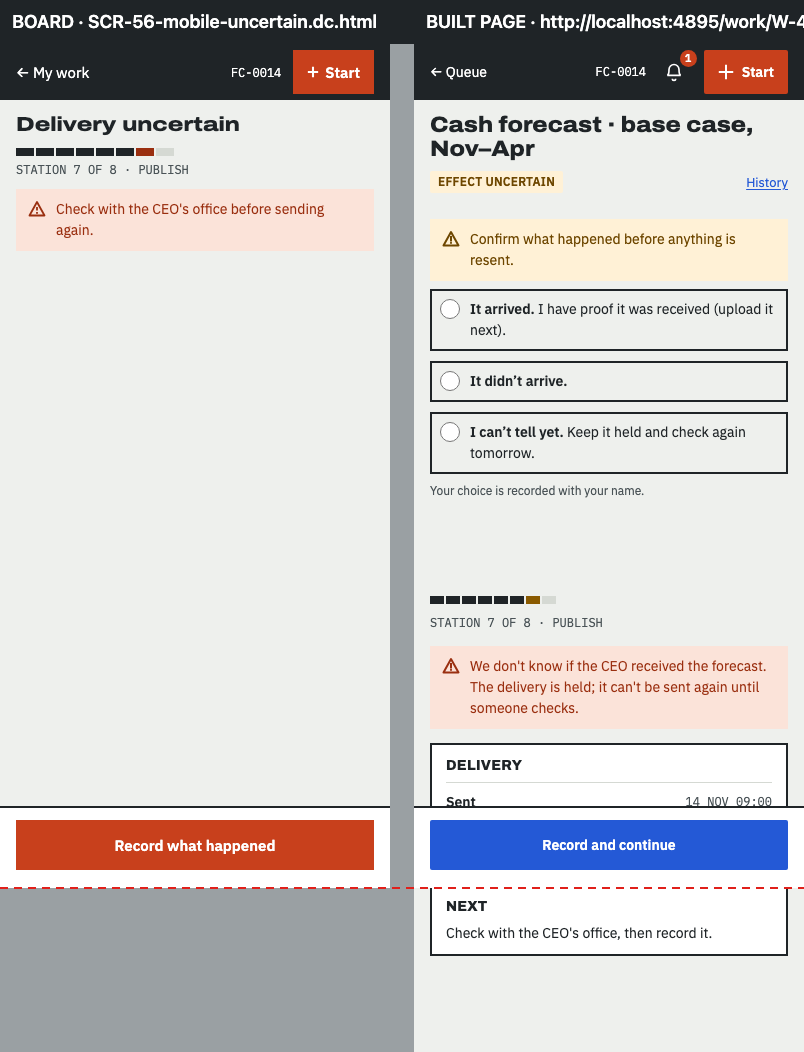 BOARD · SCR-56-mobile-uncertain.dc.html
← My work
FC-0014
+ Start
Delivery uncertain
STATION 7 OF 8 · PUBLISH
Check with the CEO's office before sending
again.
Record what happened
BUILT PAGE · http://localhost:4895/work/W-4
← Queue
FC-0014
1
+ Start
Cash forecast · base case,
Nov–Apr
EFFECT UNCERTAIN
History
Confirm what happened before anything is
resent.
It arrived. I have proof it was received (upload it
next).
It didn’t arrive.
I can’t tell yet. Keep it held and check again
tomorrow.
Your choice is recorded with your name.
STATION 7 OF 8 · PUBLISH
We don't know if the CEO received the forecast.
The delivery is held; it can't be sent again until
someone checks.
DELIVERY
Sent 14 NOV 09:00
Record and continue
NEXT
Check with the CEO's office, then record it.